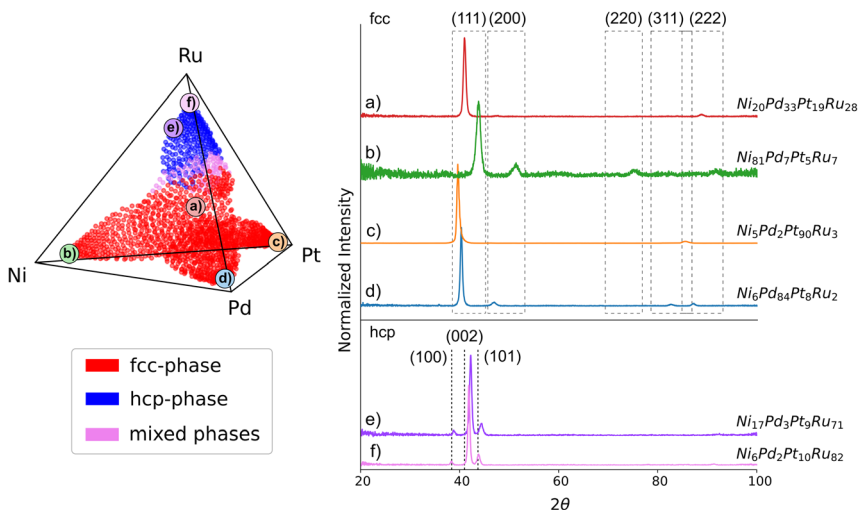 Ru
f)
e)
a)
b)
c)
d)
Ni
Pt
Pd
fcc-phase
hcp-phase
mixed phases
fcc
(111)
(200)
(220)
(311)
(222)
a)
Ni20Pd33Pt19Ru28
b)
Ni81Pd7Pt5Ru7
c)
Ni5Pd2Pt90Ru3
d)
Ni6Pd84Pt8Ru2
Normalized Intensity
hcp
(002)
(100)
(101)
e)
Ni17Pd3Pt9Ru71
f)
Ni6Pd2Pt10Ru82
20
40
60
80
100
2θ